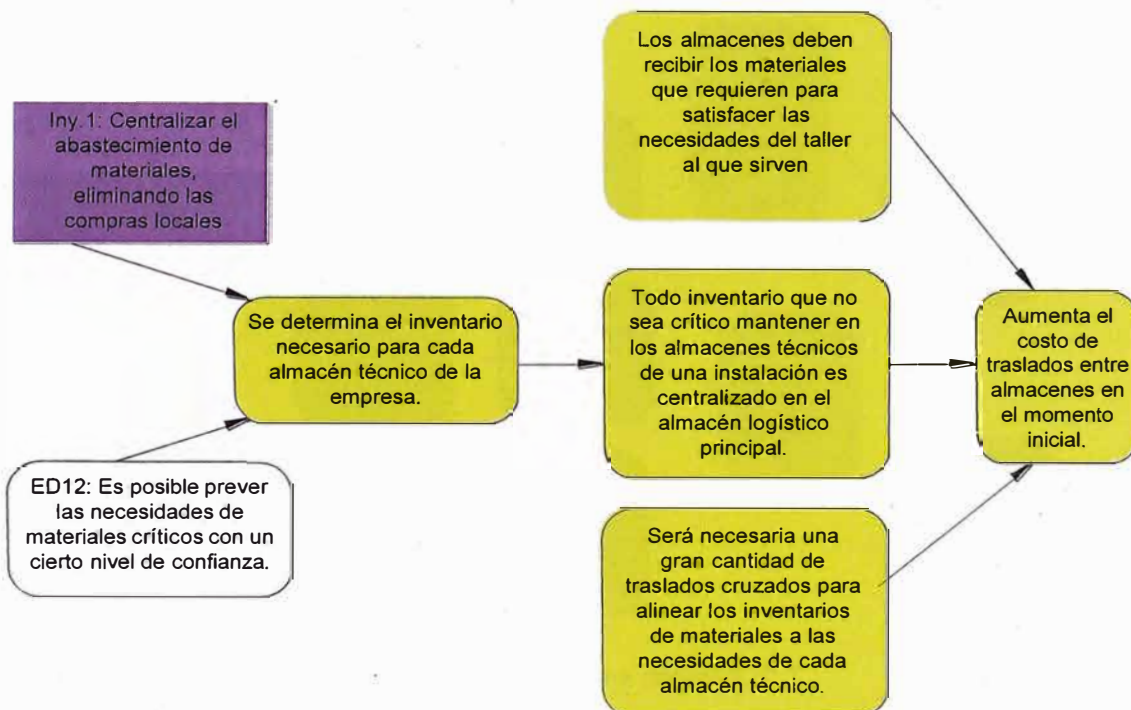 Iny.1: Centralizar el
abastecimiento de
materiales,
eliminando las
compras locales
ED12: Es posible prever
las necesidades de
materiales críticos con un
cierto nivel de confianza.
Se determina el inventario
necesario para cada
almacén técnico de la
empresa.
Los almacenes deben
recibir los materiales
que requieren para
satisfacer las
necesidades del taller
al que sirven
Todo inventario que no
sea crítico mantener en
los almacenes técnicos
de una instalación es
centralizado en el
almacén logístico
principal.
Será necesaria una
gran cantidad de
traslados cruzados para
alinear los inventarios
de materiales a las
necesidades de cada
almacén técnico.
Aumenta el
costo de
traslados entre
almacenes en
el momento
inicial.